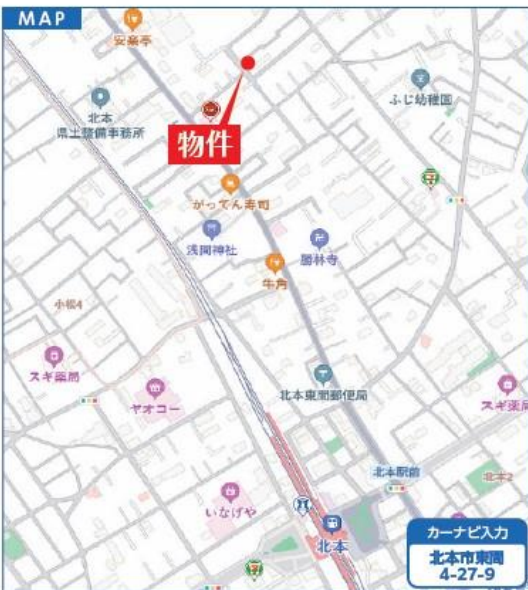 MAP
安楽亭
ふじ幼稚園
北本
県土整備事務所
物件
がってん寿司
浅間神社
勝林寺
牛角
小松4
スギ薬局
ヤオコー
北本東間郵便局
スギ薬局
北本駅前
北本2
いなげや
北本
カーナビ入力
北本市東間
4-27-9